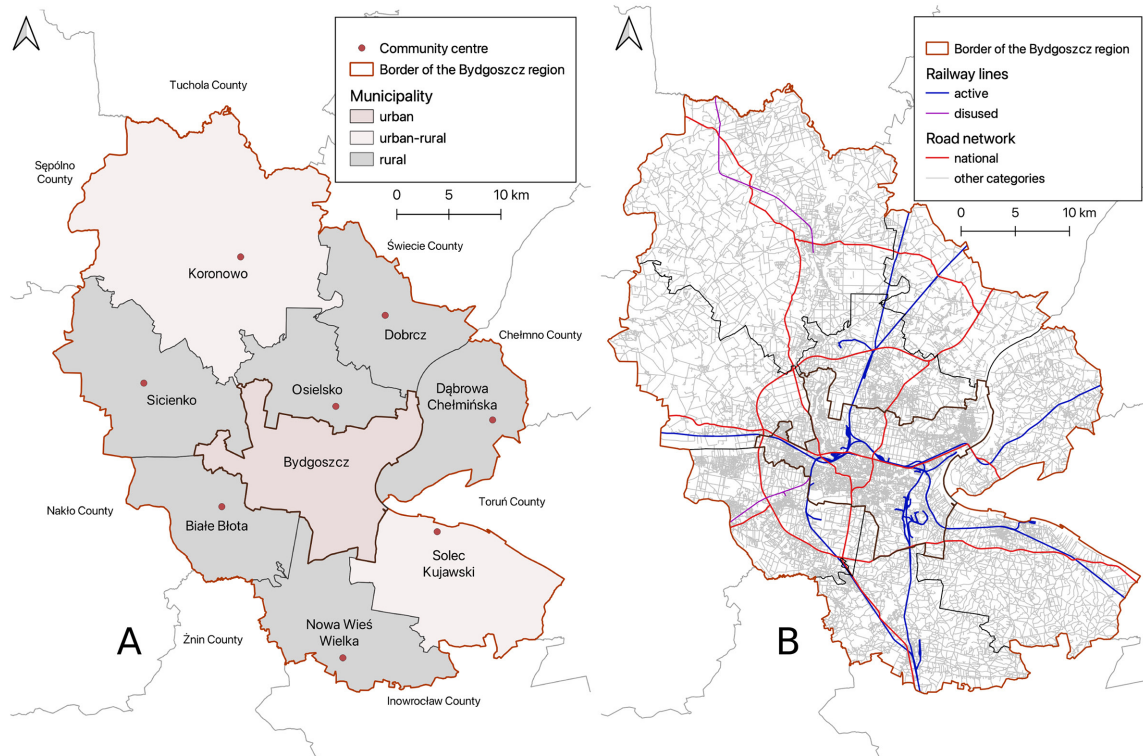 Community centre
Border of the Bydgoszcz region
Municipality
urban
urban-rural
rural
0 5 10 km
Tuchola County
Sępólno
County
Świecie County
Koronowo
Dobrcz
Chełmno County
Osielsko
Dąbrowa
Chełmińska
Sicienko
Bydgoszcz
Nakło County
Toruń County
Białe Błota
Solec
Kujawski
Nowa Wieś
Wielka
Żnin County
A
Inowrocław County
Border of the Bydgoszcz region
Railway lines
active
disused
Road network
national
other categories
0 5 10 km
B